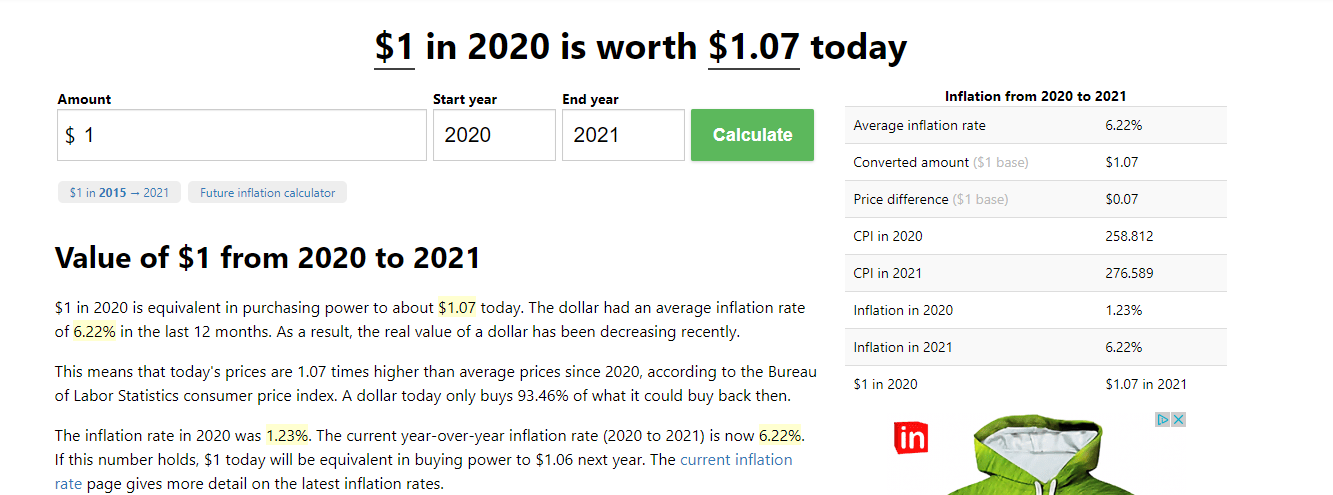 $1 in 2020 is worth $1.07 today
Amount
Start year
End year
$ 1
2020
2021
Calculate
$1 in 2015 → 2021
Future inflation calculator
Value of $1 from 2020 to 2021
$1 in 2020 is equivalent in purchasing power to about $1.07 today. The dollar had an average inflation rate
of 6.22% in the last 12 months. As a result, the real value of a dollar has been decreasing recently.
This means that today's prices are 1.07 times higher than average prices since 2020, according to the Bureau
of Labor Statistics consumer price index. A dollar today only buys 93.46% of what it could buy back then.
The inflation rate in 2020 was 1.23%. The current year-over-year inflation rate (2020 to 2021) is now 6.22%.
If this number holds, $1 today will be equivalent in buying power to $1.06 next year. The current inflation
rate page gives more detail on the latest inflation rates.
Inflation from 2020 to 2021
Average inflation rate 6.22%
Converted amount ($1 base) $1.07
Price difference ($1 base) $0.07
CPI in 2020 258.812
CPI in 2021 276.589
Inflation in 2020 1.23%
Inflation in 2021 6.22%
$1 in 2020 $1.07 in 2021
in